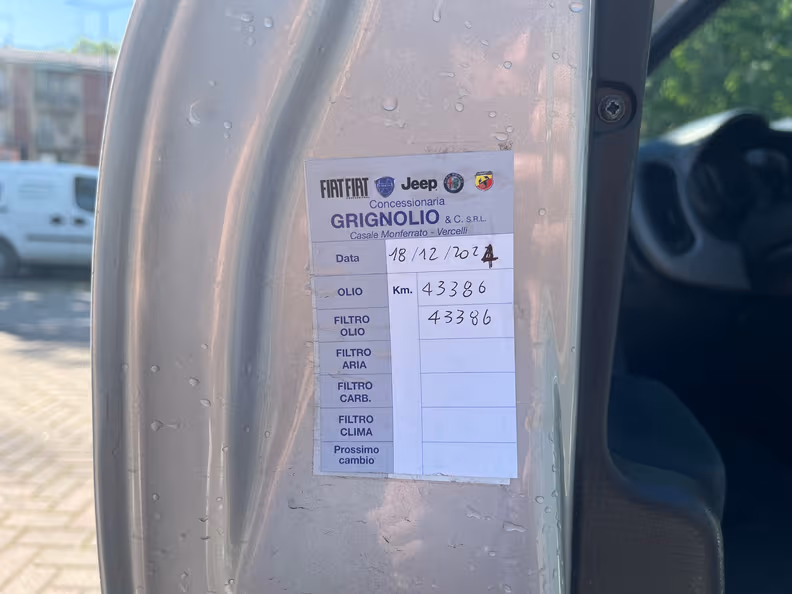 FIAT FIAT Jeep
Concessionaria
GRIGNOLIO & C. S.R.L.
Casale Monferrato - Vercelli
Data 18/12/2024
OLIO Km. 43386
FILTRO OLIO 43386
FILTRO ARIA
FILTRO CARB.
FILTRO CLIMA
Prossimo cambio